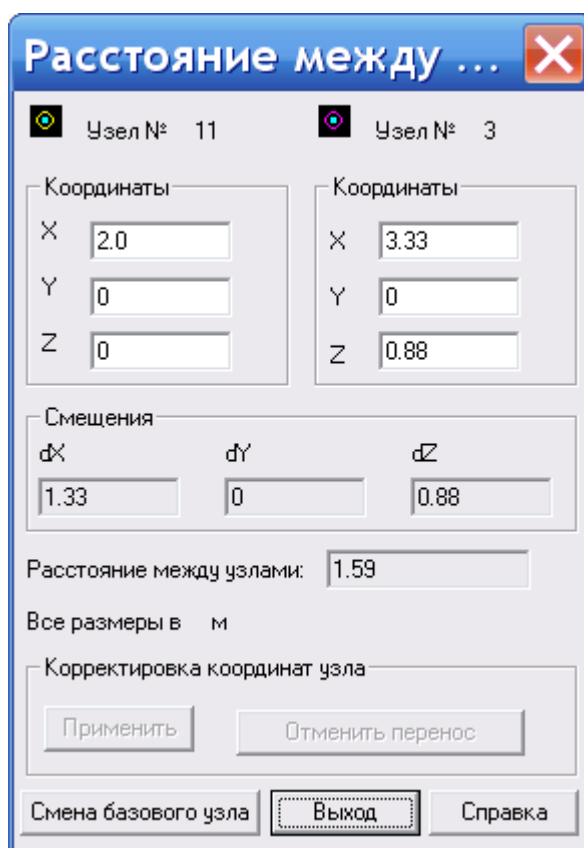 Расстояние между ...
Узел № 11
Узел № 3
Координаты
X 2.0
Y 0
Z 0
Координаты
X 3.33
Y 0
Z 0.88
Смещения
dX dY dZ
1.33 0 0.88
Расстояние между узлами: 1.59
Все размеры в м
Корректировка координат узла
Применить Отменить перенос
Смена базового узла Выход Справка